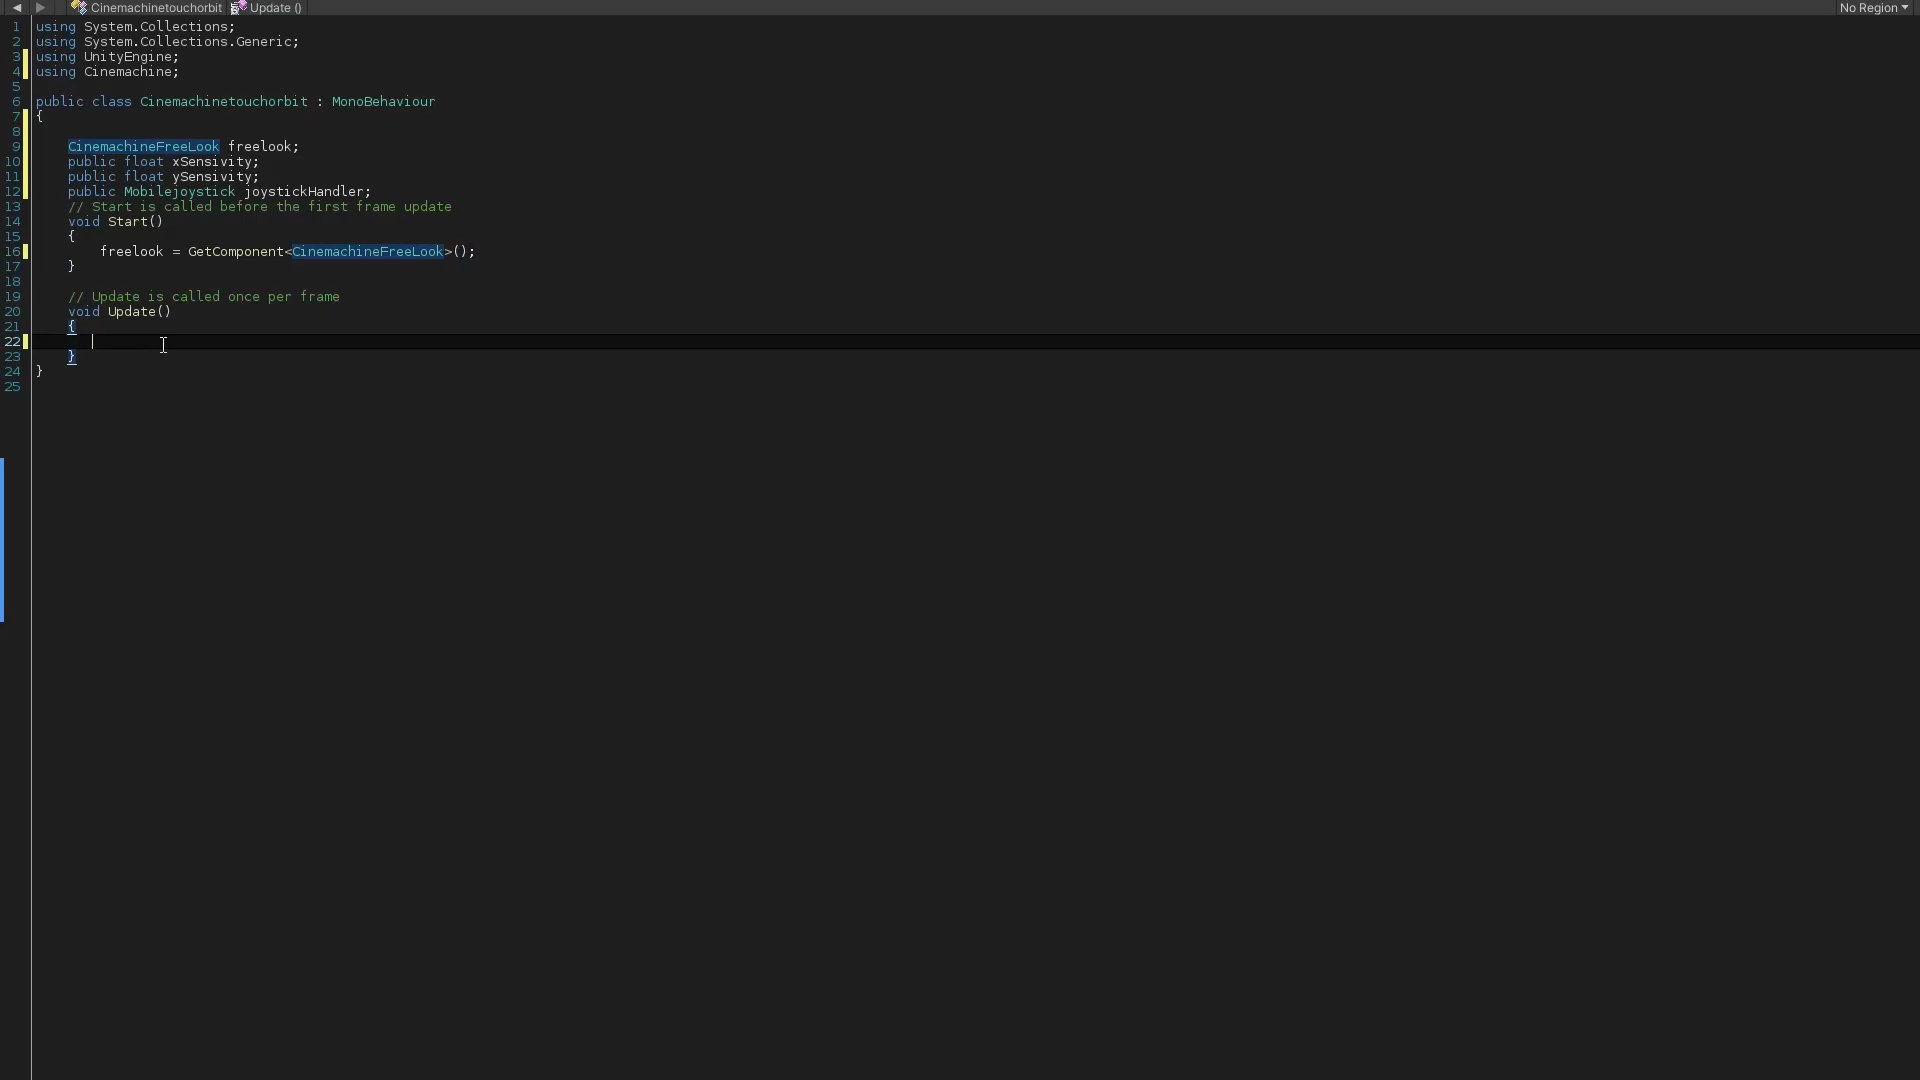 Cinemachinetouchorbit Update () No Region
1 using System.Collections;
2 using System.Collections.Generic;
3 using UnityEngine;
4 using Cinemachine;
5
6 public class Cinemachinetouchorbit : MonoBehaviour
7 {
8
9 CinemachineFreeLook freelook;
10 public float xSensivity;
11 public float ySensivity;
12 public Mobilejoystick joystickHandler;
13 // Start is called before the first frame update
14 void Start()
15 {
16 freelook = GetComponent<CinemachineFreeLook>();
17 }
18
19 // Update is called once per frame
20 void Update()
21 {
22
23 }
24 }
25